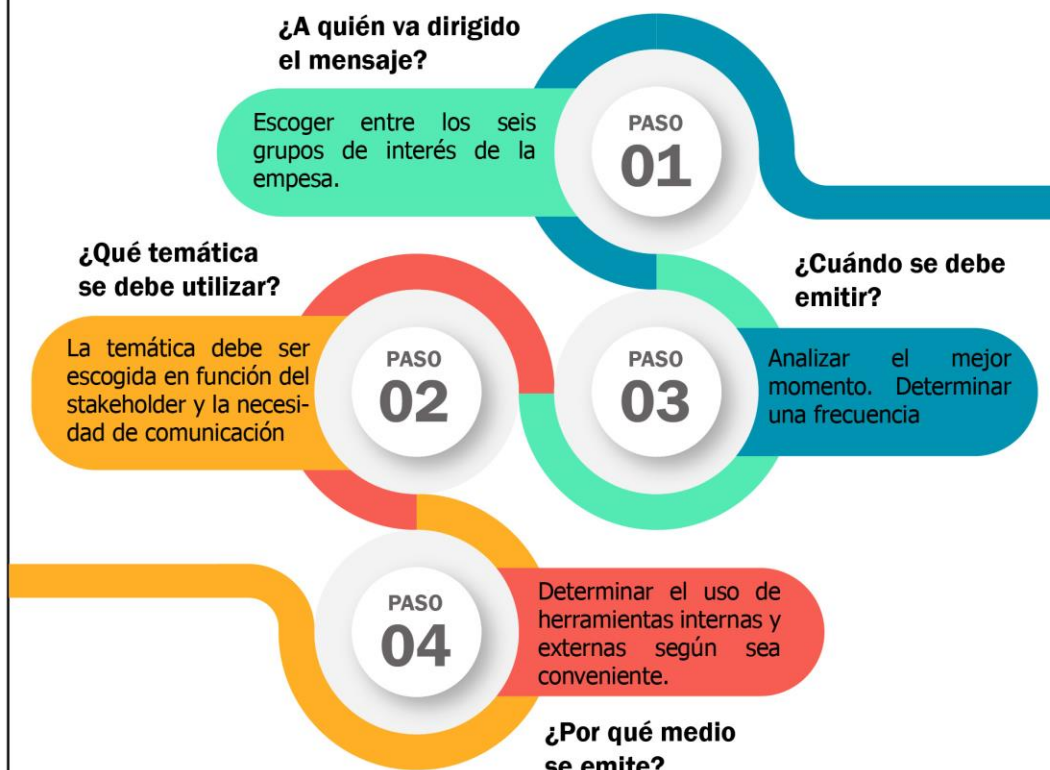 ¿A quién va dirigido
el mensaje?
Escoger entre los seis
grupos de interés de la
empesa.
PASO
01
¿Qué temática
se debe utilizar?
La temática debe ser
escogida en función del
stakeholder y la necesi-
dad de comunicación
PASO
02
¿Cuándo se debe
emitir?
PASO
03
Analizar el mejor
momento. Determinar
una frecuencia
PASO
04
Determinar el uso de
herramientas internas y
externas según sea
conveniente.
¿Por qué medio
se emite?